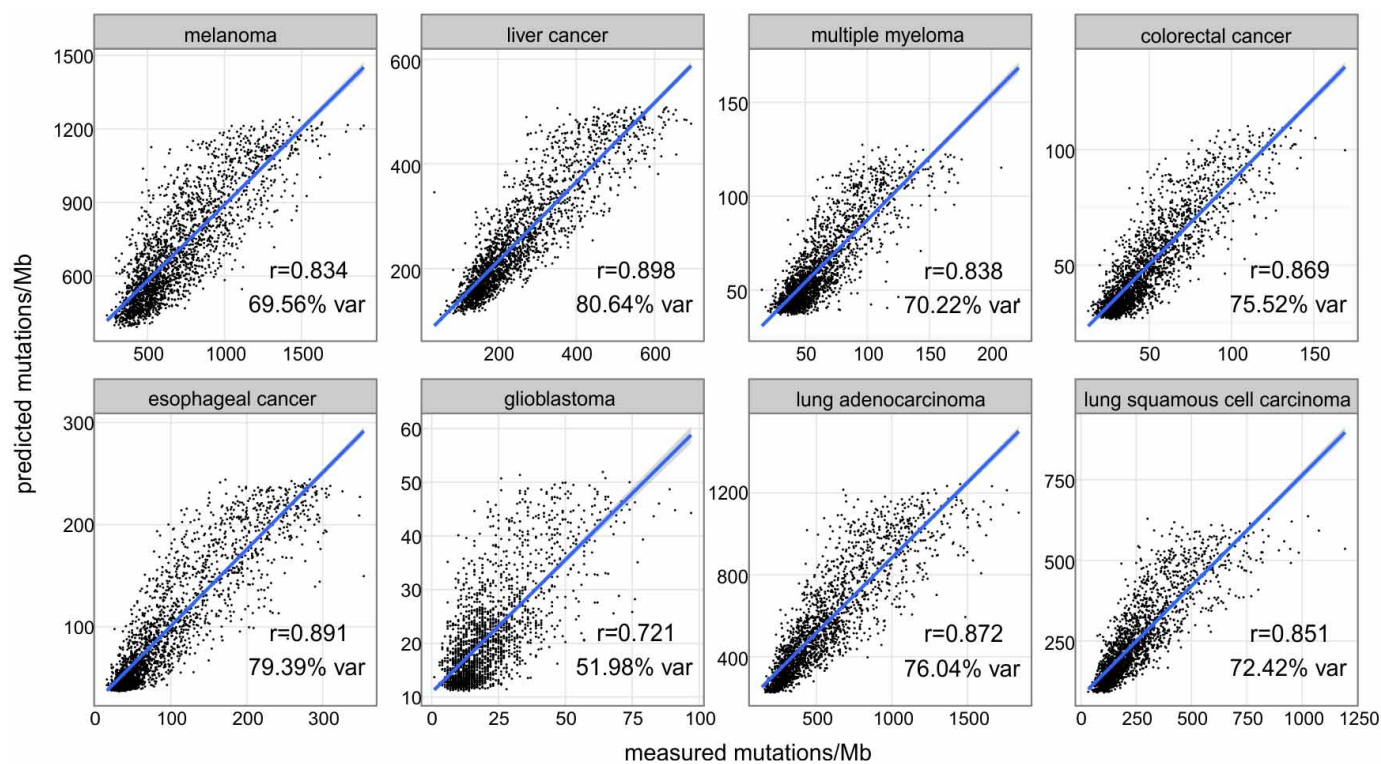 melanoma
liver cancer
multiple myeloma
colorectal cancer
1500
1200
900
600
r=0.834
69.56% var
500 1000 1500
600
400
200
r=0.898
80.64% var
200 400 600
150
100
50
r=0.838
70.22% var
50 100 150 200
100
50
r=0.869
75.52% var
50 100 150
predicted mutations/Mb
esophageal cancer
glioblastoma
lung adenocarcinoma
lung squamous cell carcinoma
300
200
100
r=0.891
79.39% var
0 100 200 300
60
50
40
30
20
10
r=0.721
51.98% var
0 25 50 75 100
1200
800
400
r=0.872
76.04% var
500 1000 1500
750
500
250
r=0.851
72.42% var
0 250 500 750 1000 1250
measured mutations/Mb